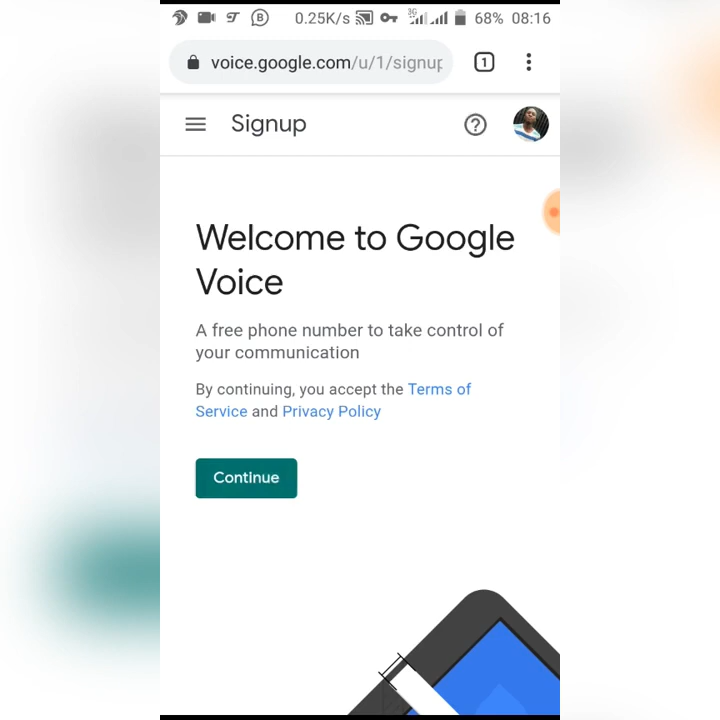 0.25K/s 3G 68% 08:16
voice.google.com/u/1/signup
1
Signup
Welcome to Google
Voice
A free phone number to take control of
your communication
By continuing, you accept the Terms of
Service and Privacy Policy
Continue